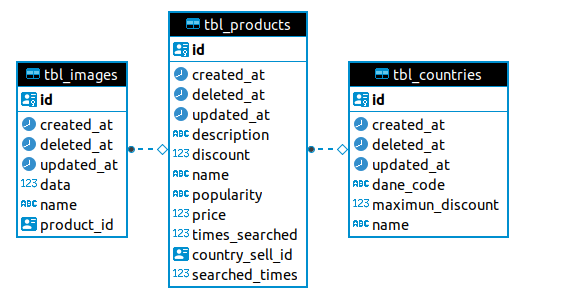 tbl_images
id
created_at
deleted_at
updated_at
123 data
ABC name
product_id
tbl_products
id
created_at
deleted_at
updated_at
ABC description
123 discount
ABC name
ABC popularity
123 price
123 times_searched
country_sell_id
123 searched_times
tbl_countries
id
created_at
deleted_at
updated_at
123 dane_code
123 maximun_discount
ABC name